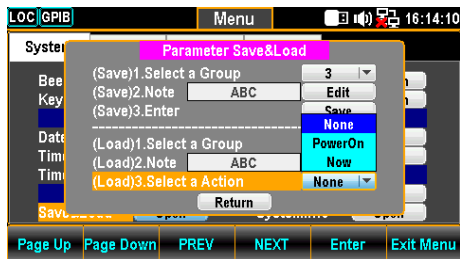 LOC GPIB Menu 16:14:10
Parameter Save&Load
(Save)1.Select a Group 3
(Save)2.Note ABC Edit
(Save)3.Enter Save
None
(Load)1.Select a Group PowerOn
(Load)2.Note ABC Now
(Load)3.Select a Action None
Return
Page Up Page Down PREV NEXT Enter Exit Menu